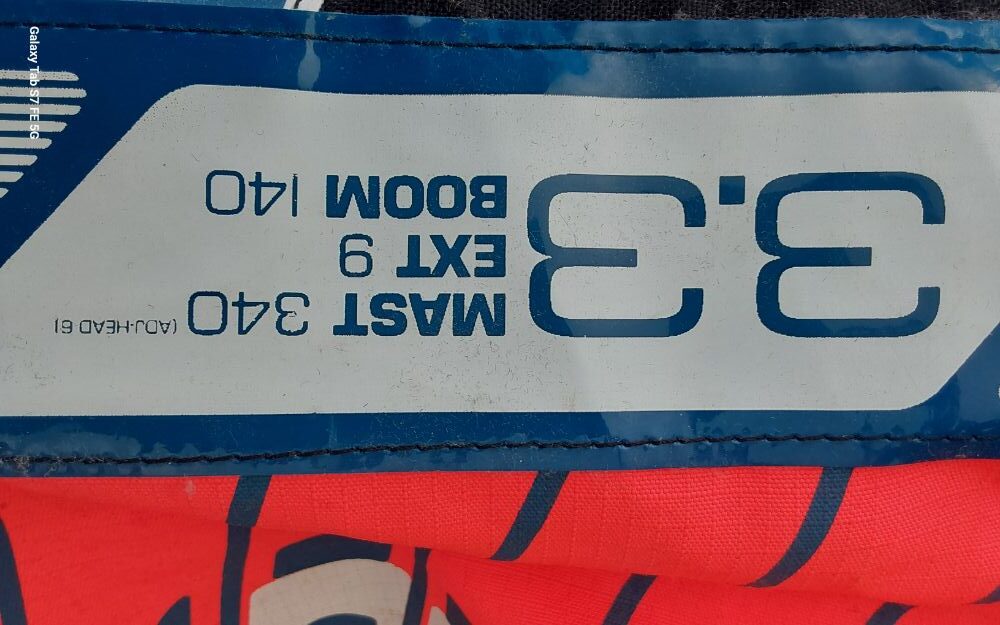 3.3
MAST 340 (ADJ-HEAD 6)
EXT 9
BOOM 140
Galaxy Tab S7 FE 5G